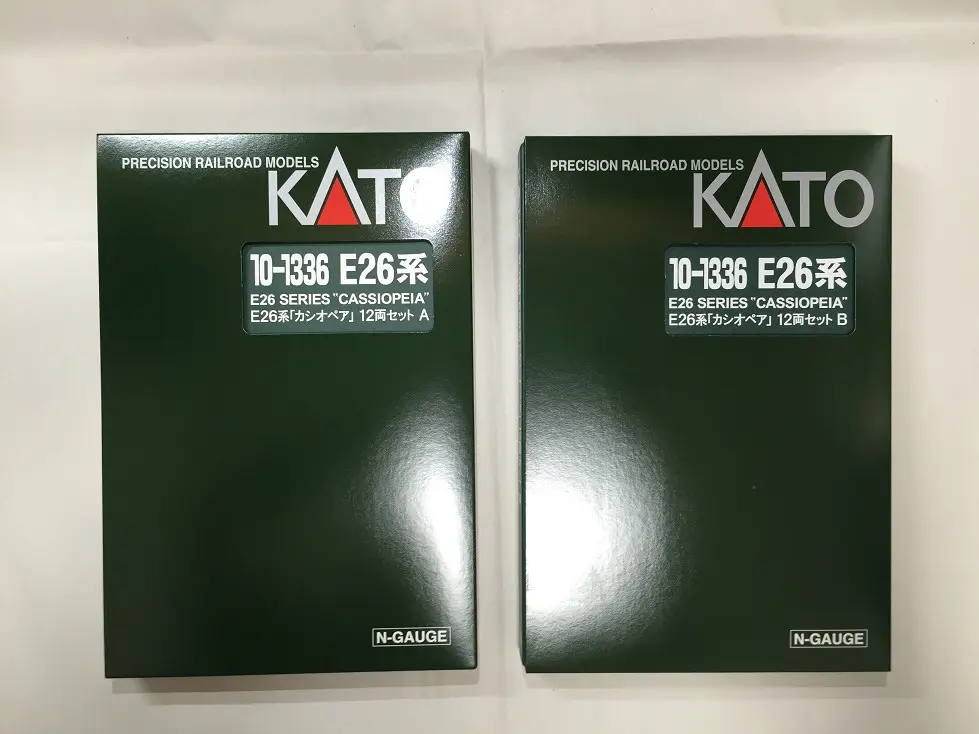 PRECISION RAILROAD MODELS
KATO
10-1336 E26系
E26 SERIES "CASSIOPEIA"
E26系「カシオペア」 12両セット A
N-GAUGE
PRECISION RAILROAD MODELS
KATO
10-1336 E26系
E26 SERIES "CASSIOPEIA"
E26系「カシオペア」 12両セット B
N-GAUGE